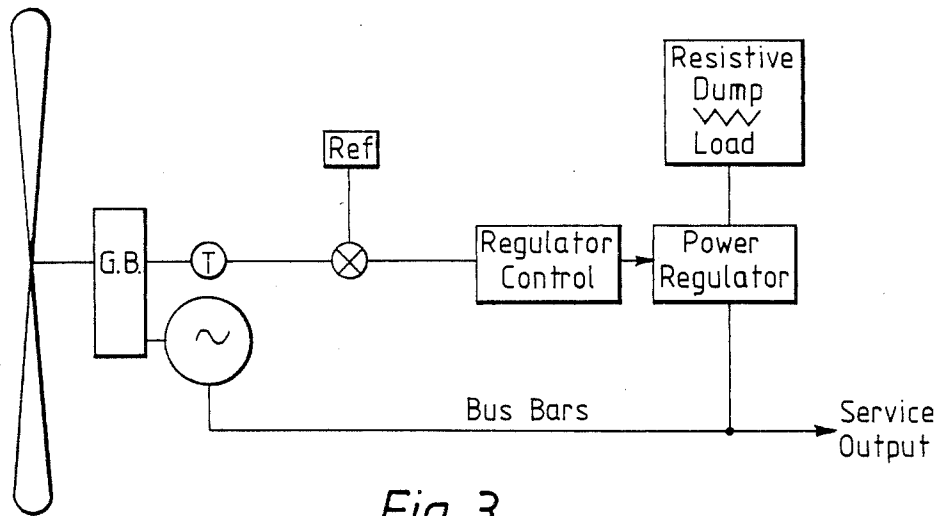 Resistive
Dump
Load
Ref
G.B.
T
Regulator
Control
Power
Regulator
Bus Bars
Service
Output
Fig. 3